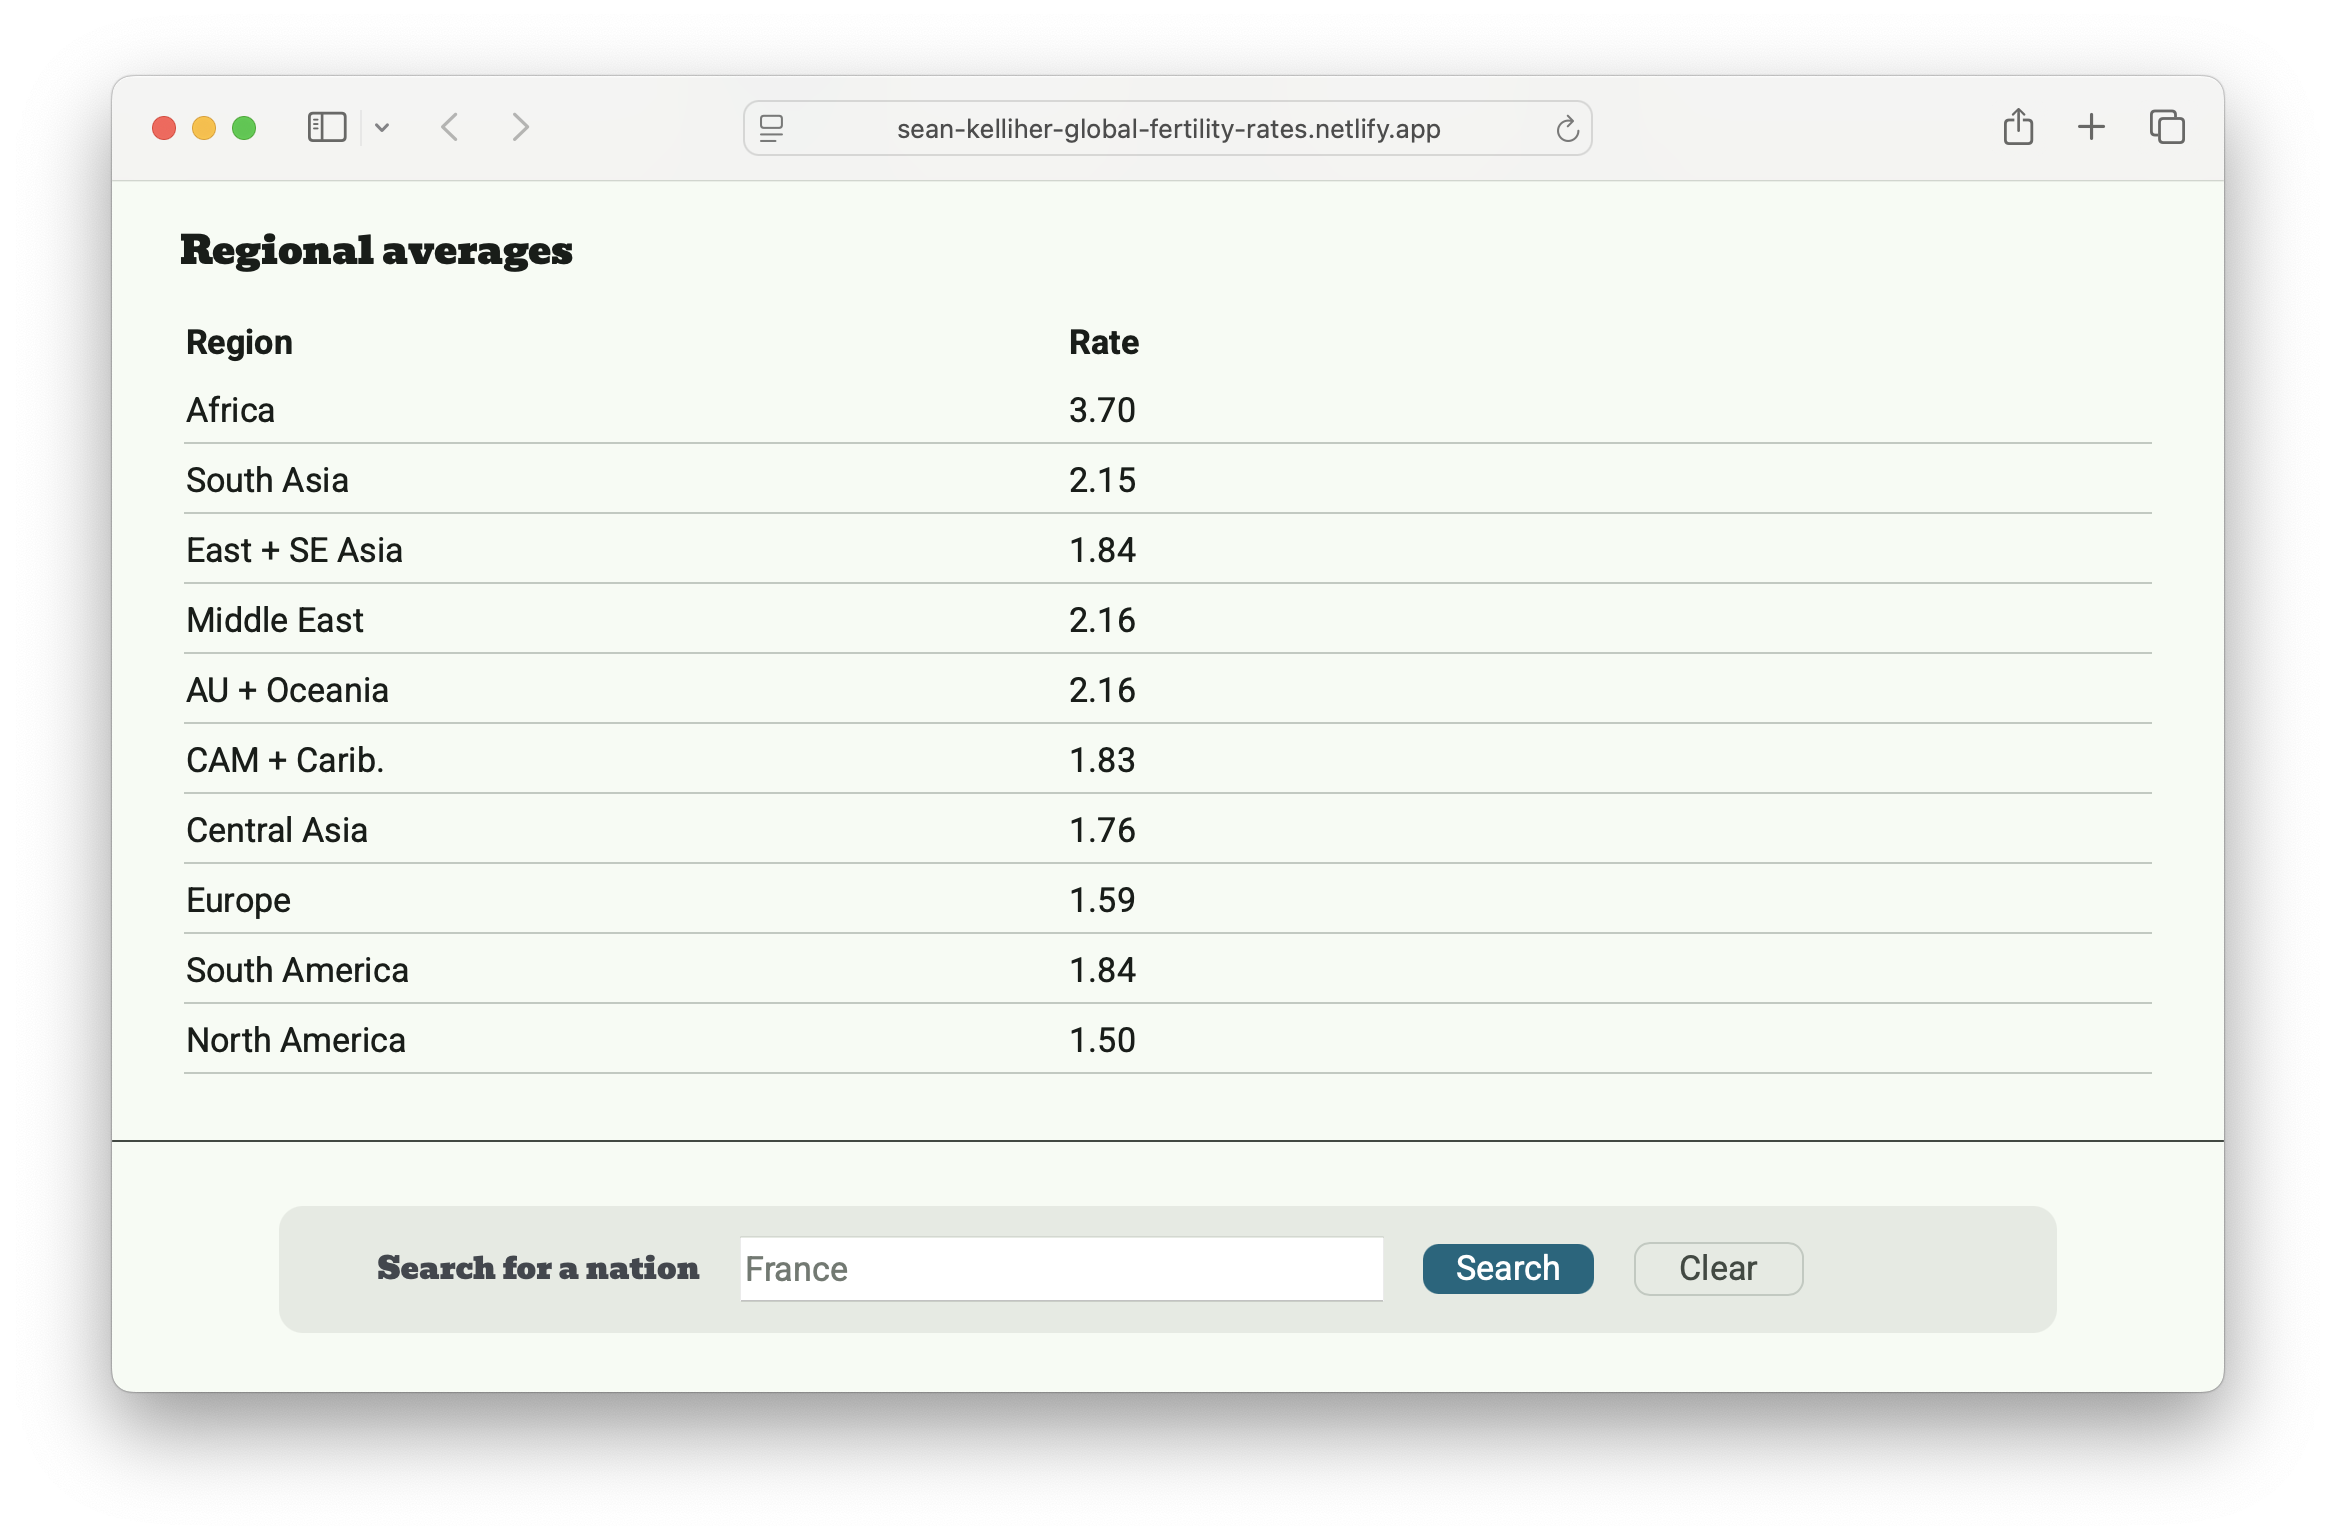 sean-kelliher-global-fertility-rates.netlify.app
Regional averages
Region Rate
Africa 3.70
South Asia 2.15
East + SE Asia 1.84
Middle East 2.16
AU + Oceania 2.16
CAM + Carib. 1.83
Central Asia 1.76
Europe 1.59
South America 1.84
North America 1.50
Search for a nation France Search Clear